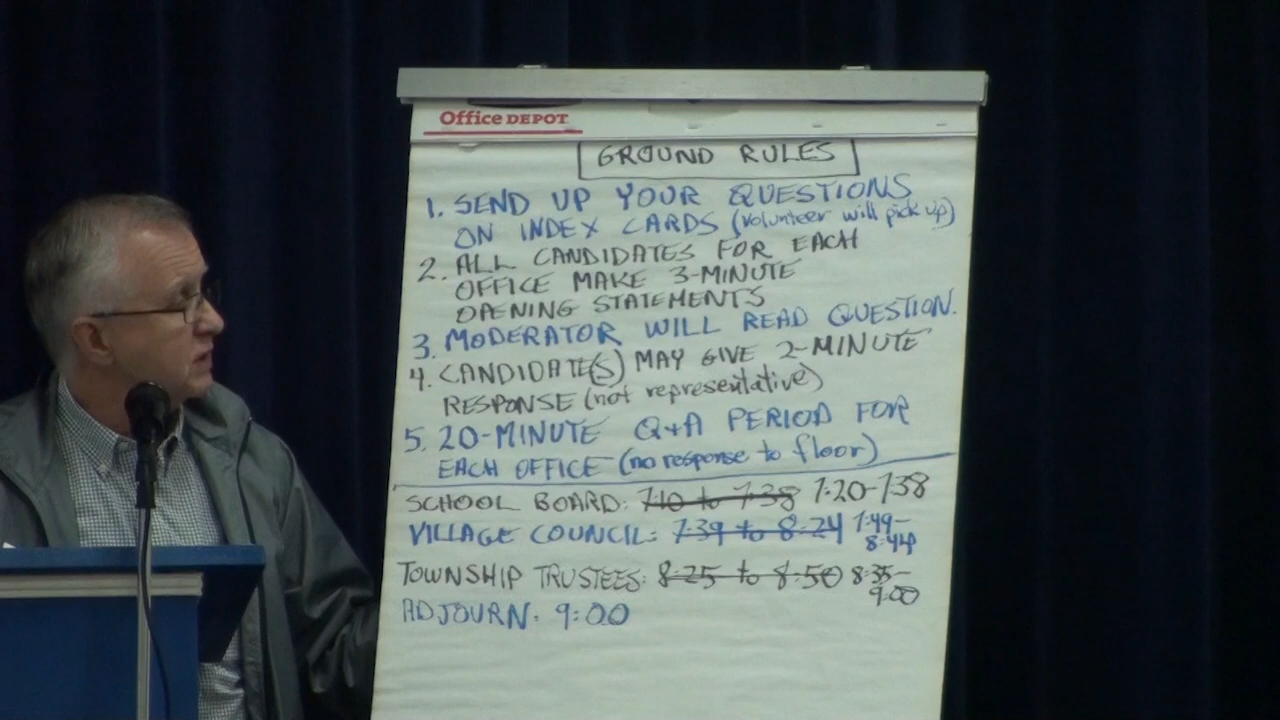 Office DEPOT
GROUND RULES
1. SEND UP YOUR QUESTIONS
ON INDEX CARDS (volunteer will pick up)
2. ALL CANDIDATES FOR EACH
OFFICE MAKE 3-MINUTE
OPENING STATEMENTS
3. MODERATOR WILL READ QUESTION.
4. CANDIDATE(S) MAY GIVE 2-MINUTE
RESPONSE (not representative)
5. 20-MINUTE Q+A PERIOD FOR
EACH OFFICE (no response to floor)
SCHOOL BOARD: 7:10 to 7:38 7:20-7:38
VILLAGE COUNCIL: 7:39 to 8:24 7:49-
8:44
TOWNSHIP TRUSTEES: 8:25 to 8:50 8:35-
9:00
ADJOURN: 9:00